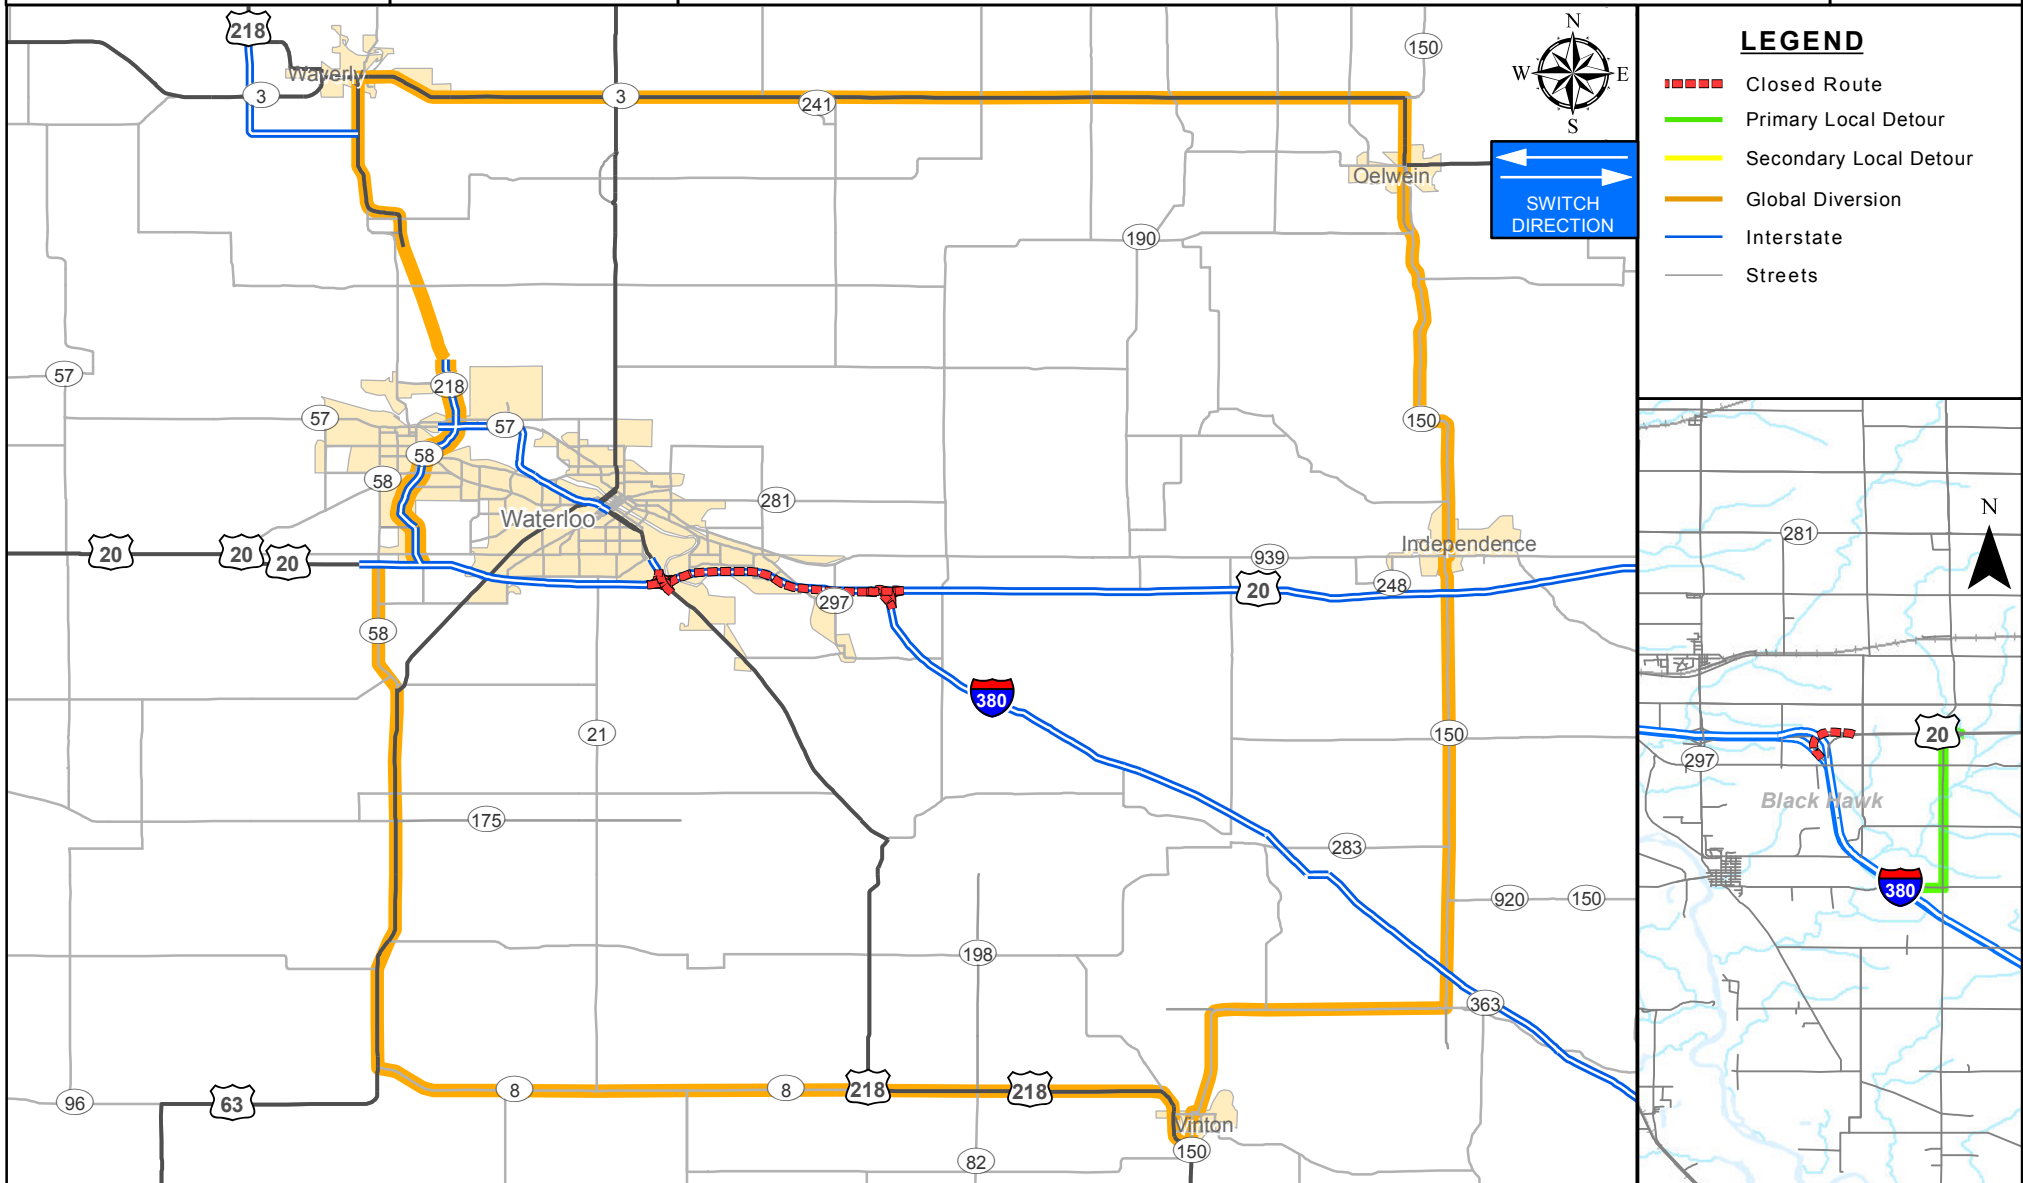 218
Waverly
3
3
241
150
N
W
E
S
Oelwein
SWITCH
DIRECTION
190
57
57
218
57
58
58
150
281
Waterloo
20
20
20
939
Independence
248
20
297
58
380
21
150
175
283
920
150
198
363
96
63
8
8
218
218
Vinton
150
82
LEGEND
Closed Route
Primary Local Detour
Secondary Local Detour
Global Diversion
Interstate
Streets
N
281
20
297
Black Hawk
380